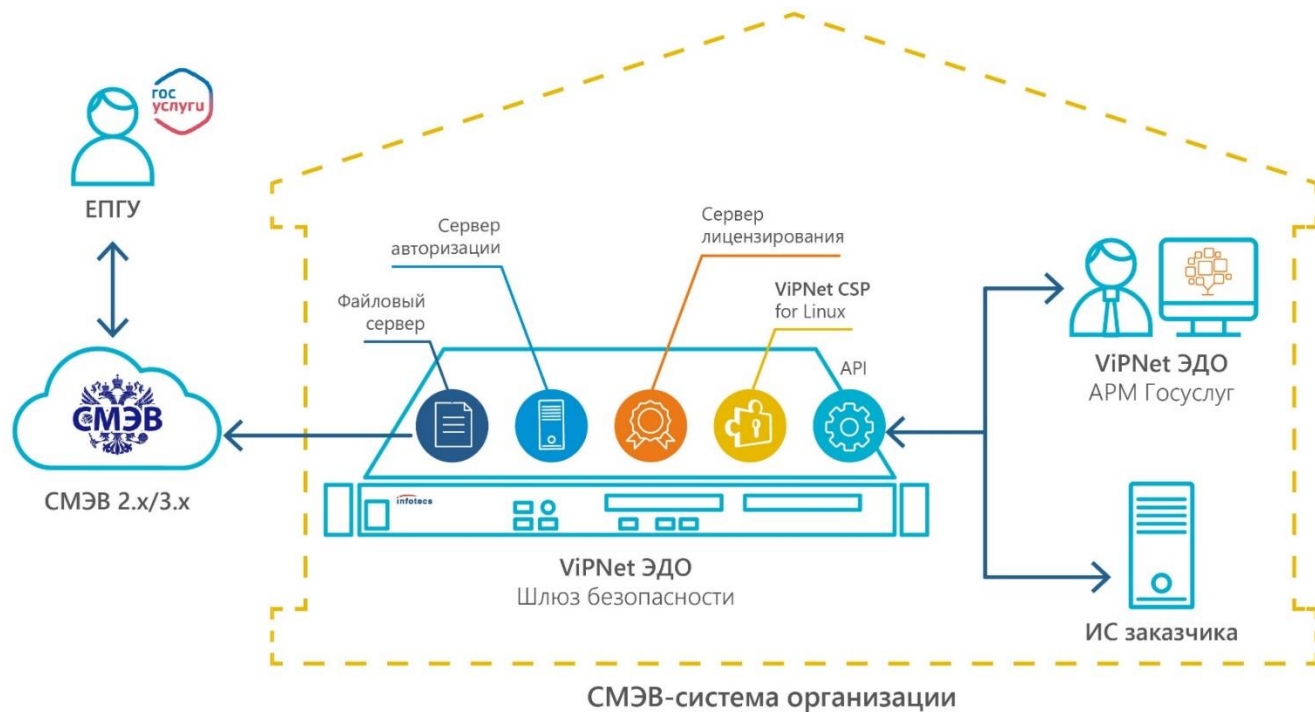 гос
услуги
ЕПГУ
СМЭВ
СМЭВ 2.x/3.x
Файловый
сервер
Сервер
авторизации
Сервер
лицензирования
ViPNet CSP
for Linux
API
infotecs
ViPNet ЭДО
Шлюз безопасности
ViPNet ЭДО
АРМ Госуслуг
ИС заказчика
СМЭВ-система организации